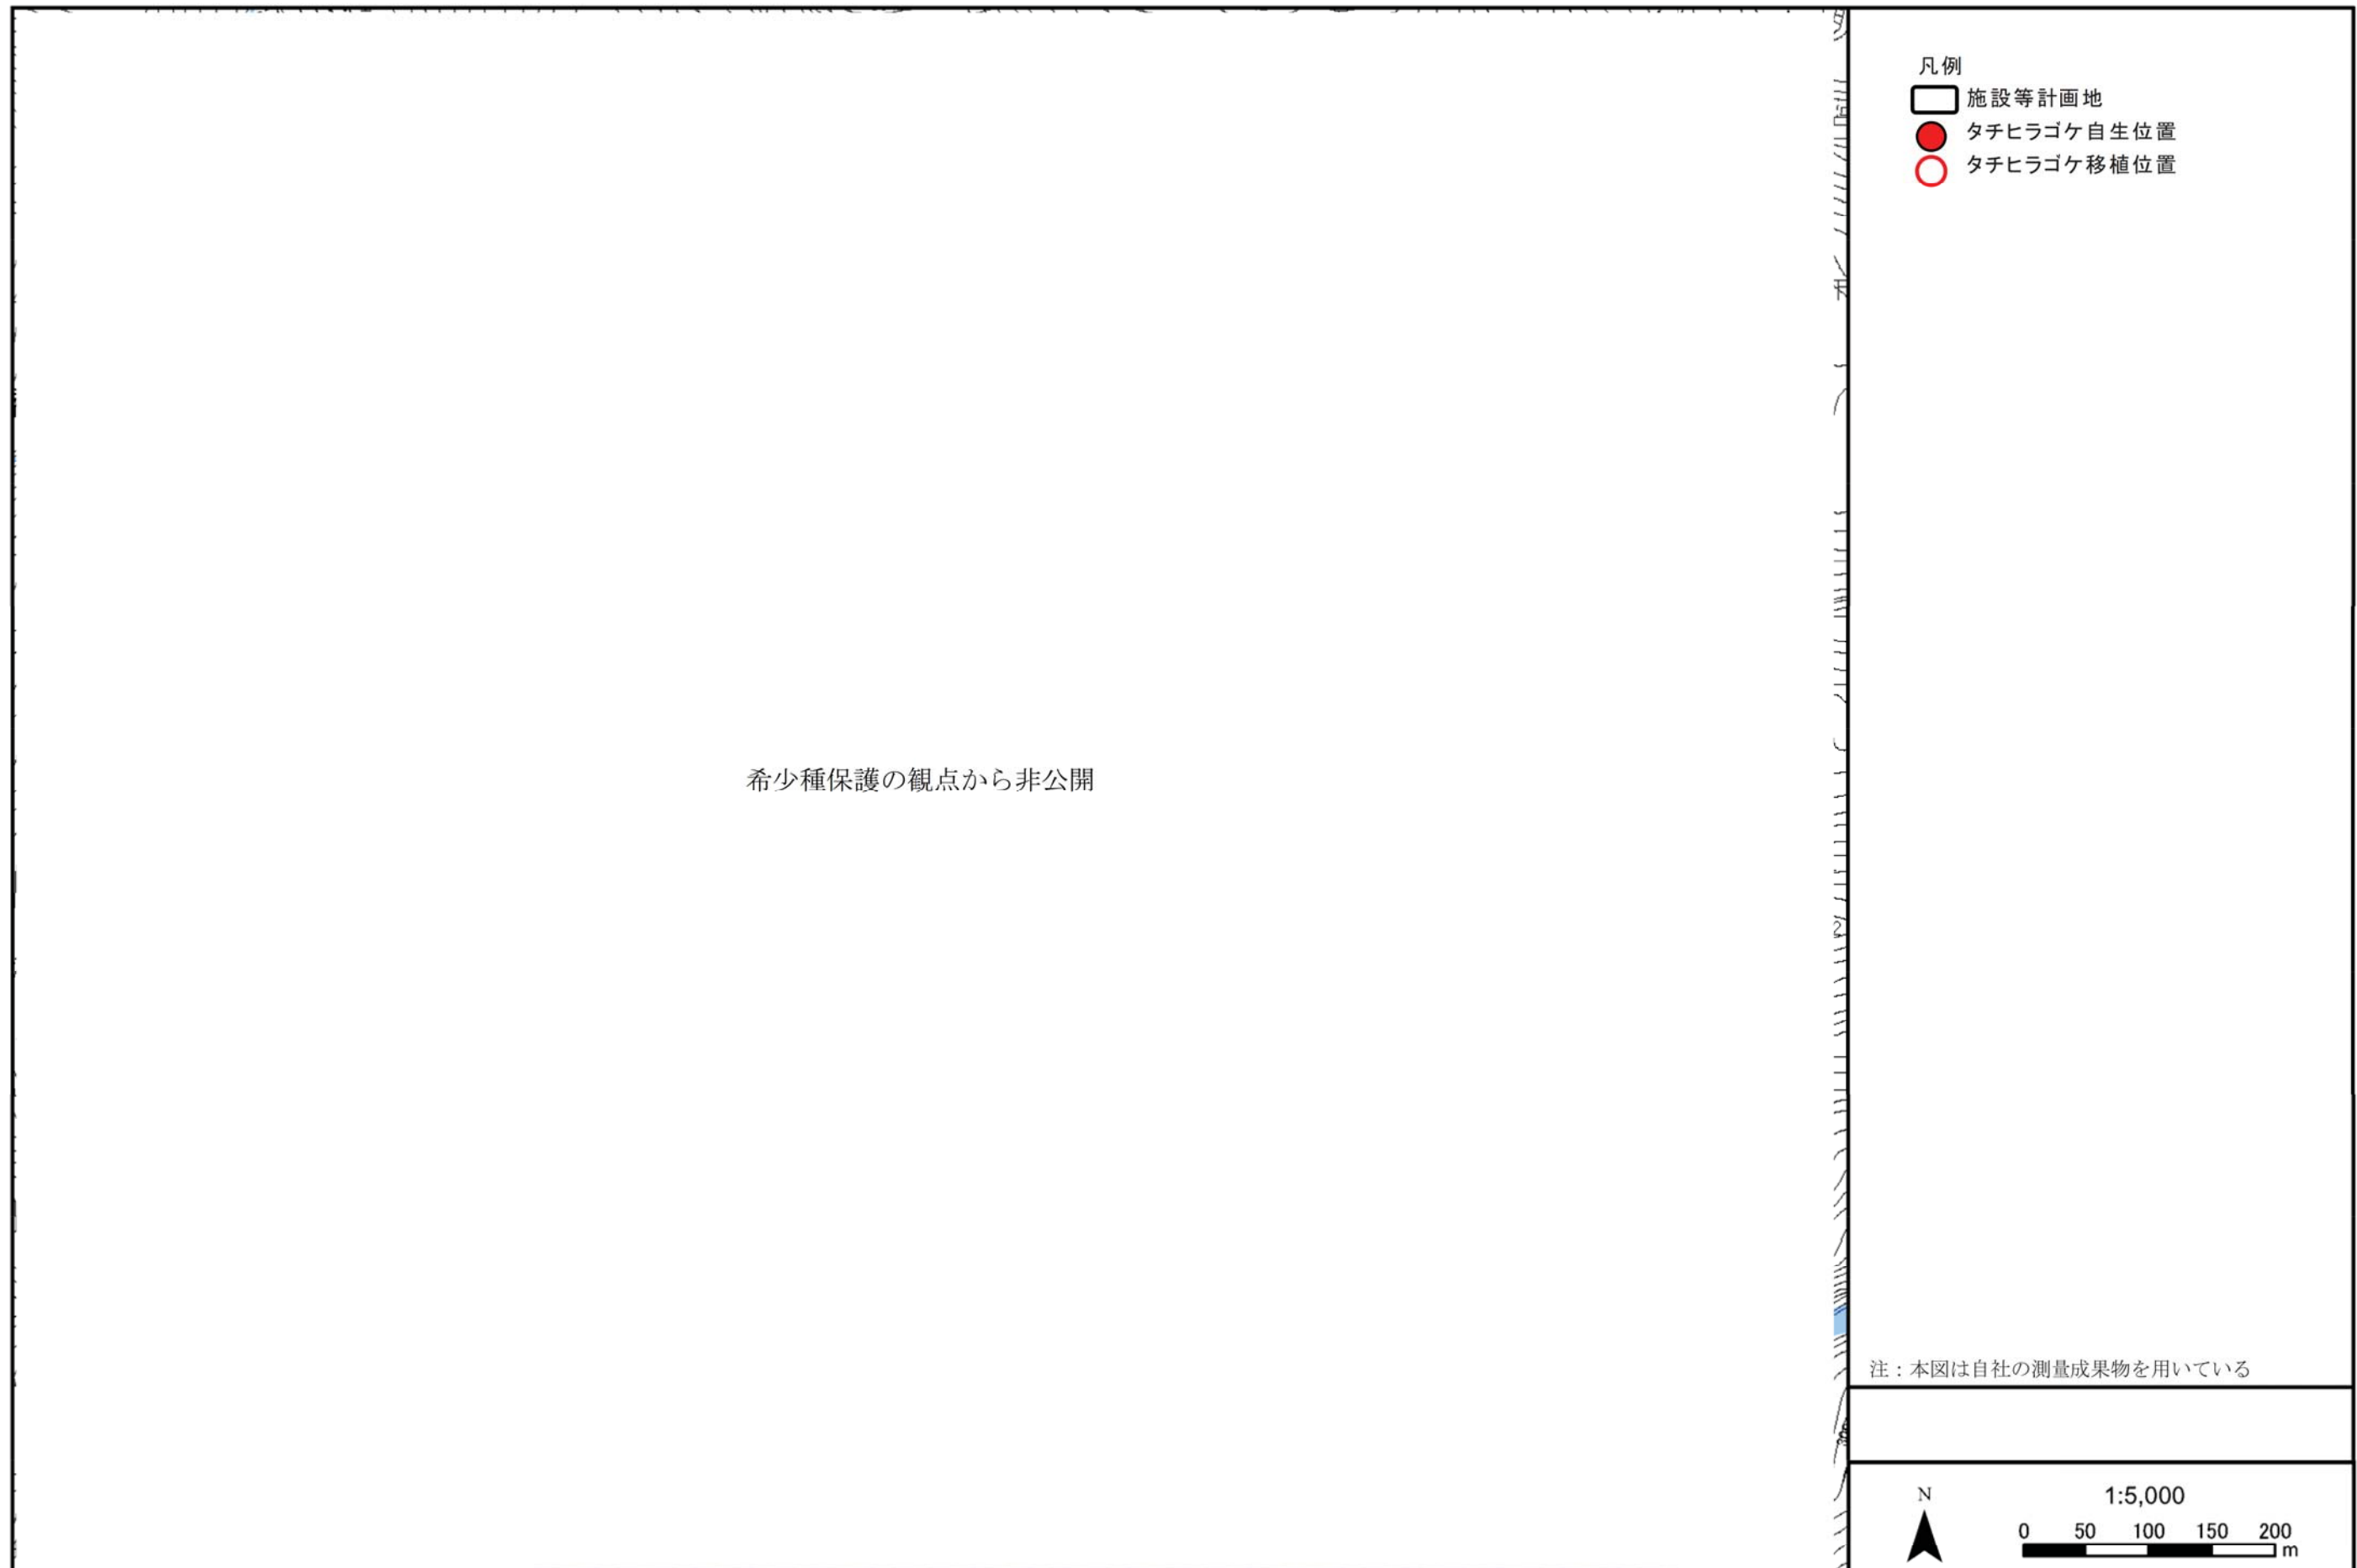 凡例
施設等計画地
タチヒラゴケ自生位置
タチヒラゴケ移植位置
希少種保護の観点から非公開
注：本図は自社の測量成果物を用いている
N
1:5,000
0 50 100 150 200
m